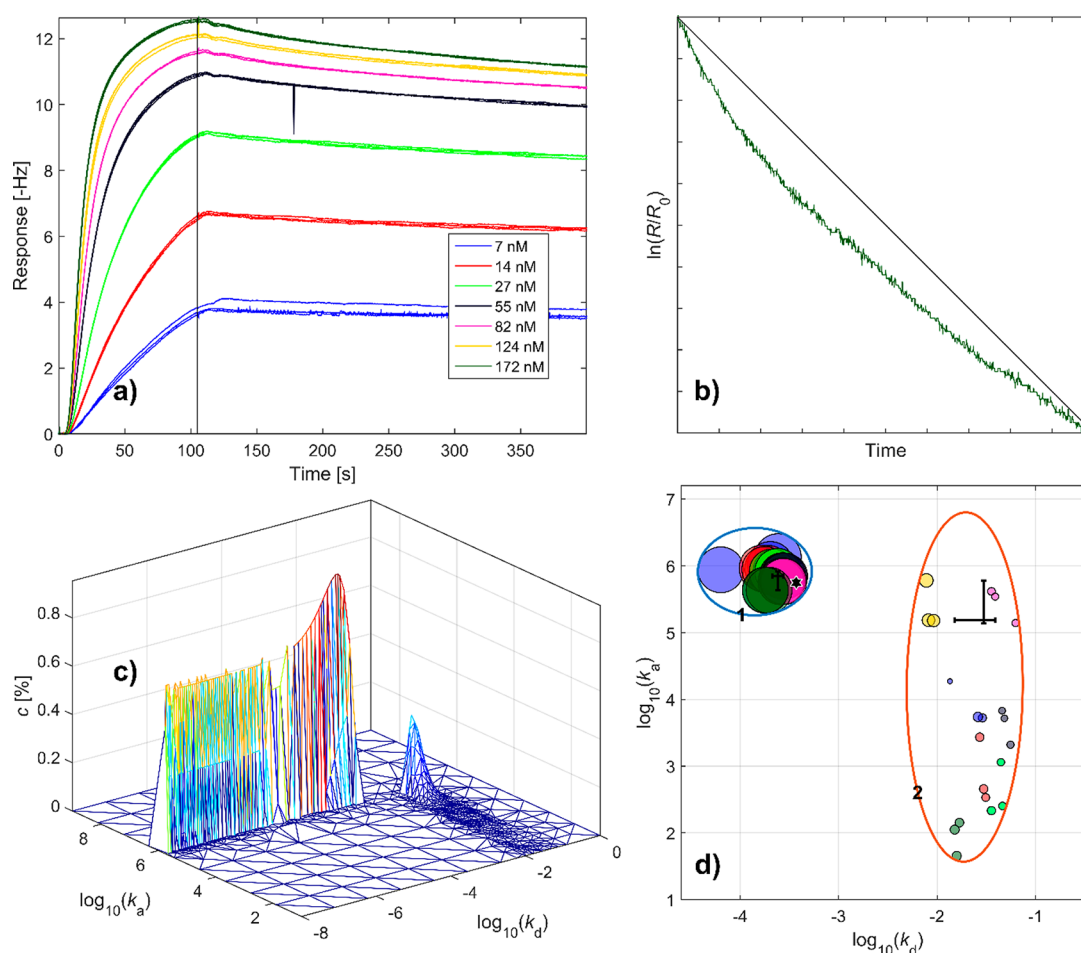 12
10
8
6
4
2
0
Response [-Hz]
7 nM
14 nM
27 nM
55 nM
82 nM
124 nM
172 nM
a)
0 50 100 150 200 250 300 350
Time [s]
ln(R/R0)
b)
Time
c)
0.8
0.6
0.4
0.2
0
c [%]
8
6
4
2
log10(ka)
-8
-6
-4
-2
0
log10(kd)
7
6
5
4
3
2
1
log10(ka)
1
2
d)
-4 -3 -2 -1
log10(kd)